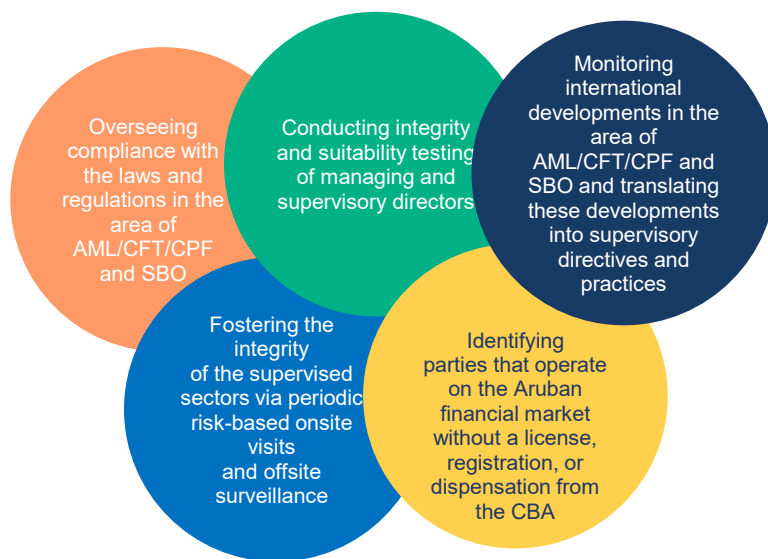 Overseeing
compliance with
the laws and
regulations in the
area of
AML/CFT/CPF
and SBO
Conducting integrity
and suitability testing
of managing and
supervisory directors
Monitoring
international
developments in the
area of
AML/CFT/CPF and
SBO and translating
these developments
into supervisory
directives and
practices
Fostering the
integrity
of the supervised
sectors via periodic
risk-based onsite
visits
and offsite
surveillance
Identifying
parties that operate
on the Aruban
financial market
without a license,
registration, or
dispensation from
the CBA